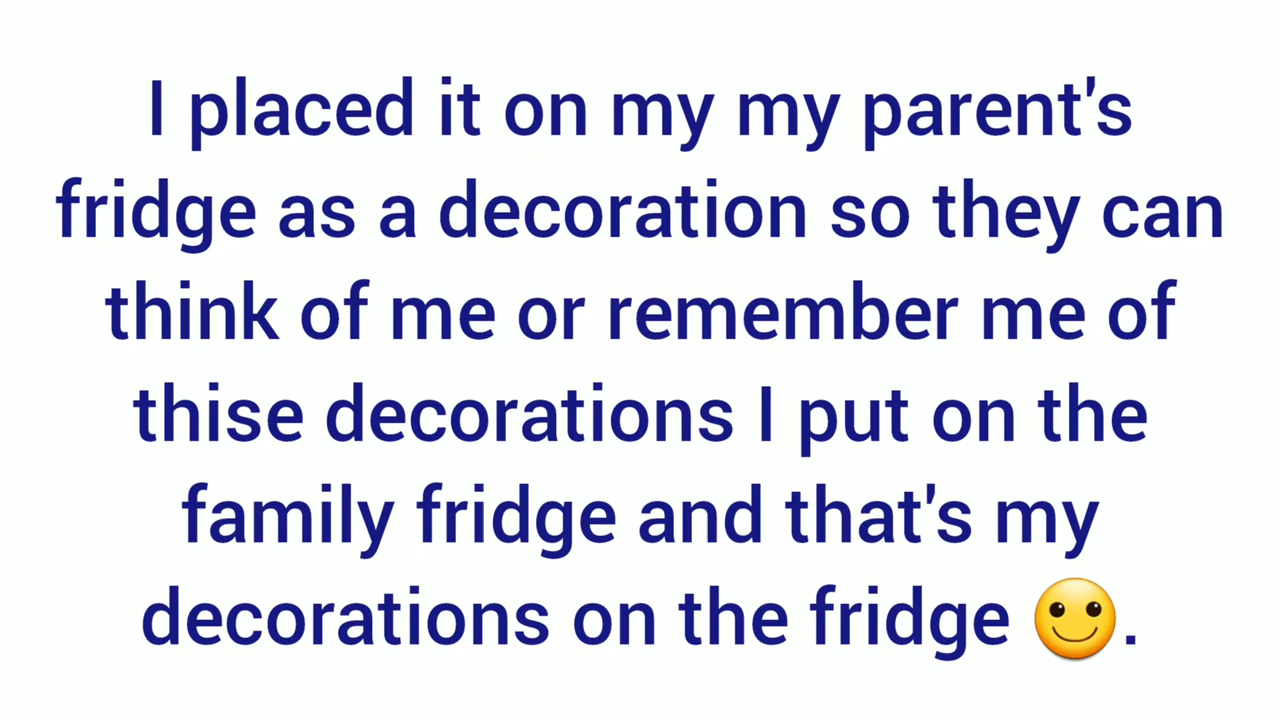 I placed it on my my parent's
fridge as a decoration so they can
think of me or remember me of
thise decorations I put on the
family fridge and that's my
decorations on the fridge 🙂.